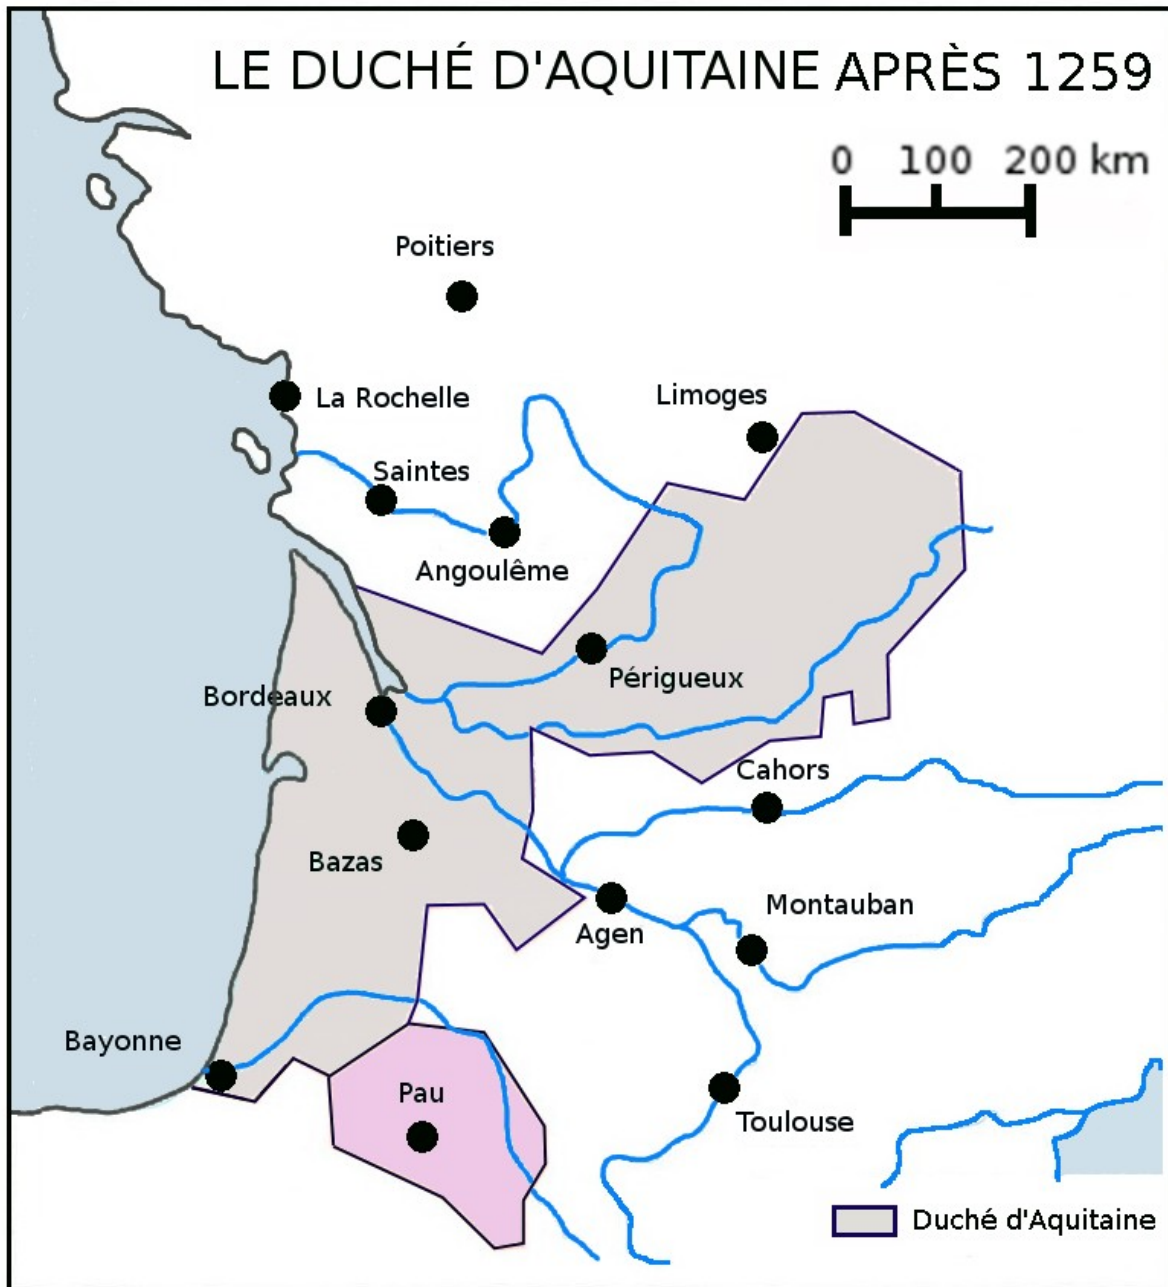 LE DUCHÉ D'AQUITAINE APRÈS 1259
0 100 200 km
Poitiers
La Rochelle
Limoges
Saintes
Angoulême
Périgueux
Bordeaux
Cahors
Bazas
Montauban
Agen
Bayonne
Pau
Toulouse
Duché d'Aquitaine